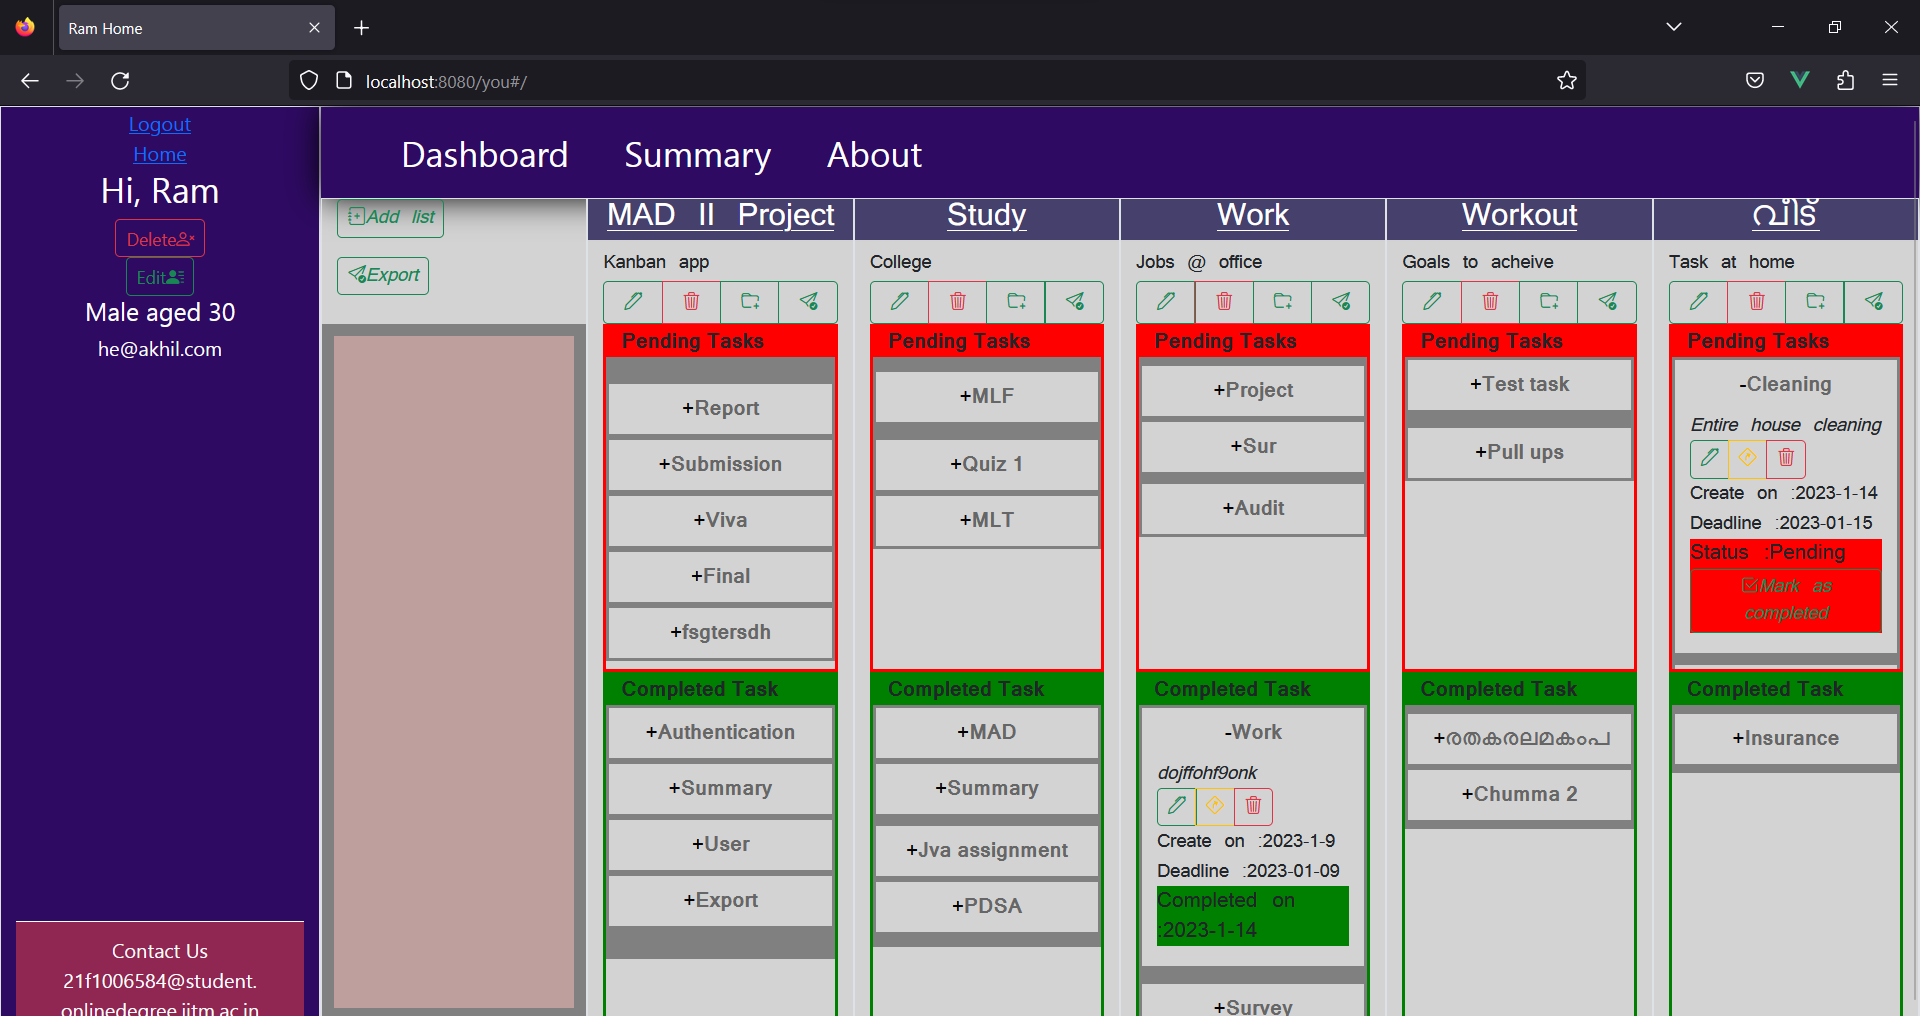 Ram Home
localhost:8080/you#/
Logout
Home
Hi, Ram
Delete
Edit
Male aged 30
he@akhil.com
Contact Us
21f1006584@student.
onlinedegree.iitm.ac.in
Dashboard Summary About
Add list
Export
MAD II Project
Kanban app
Pending Tasks
+Report
+Submission
+Viva
+Final
+fsgtersdh
Completed Task
+Authentication
+Summary
+User
+Export
Study
College
Pending Tasks
+MLF
+Quiz 1
+MLT
Completed Task
+MAD
+Summary
+Jva assignment
+PDSA
Work
Jobs @ office
Pending Tasks
+Project
+Sur
+Audit
Completed Task
-Work
dojffohf9onk
Create on :2023-1-9
Deadline :2023-01-09
Completed on
:2023-1-14
+Survey
Workout
Goals to acheive
Pending Tasks
+Test task
+Pull ups
Completed Task
+രതകരലമകംപ
+Chumma 2
വീട്
Task at home
Pending Tasks
-Cleaning
Entire house cleaning
Create on :2023-1-14
Deadline :2023-01-15
Status :Pending
Mark as
completed
Completed Task
+Insurance